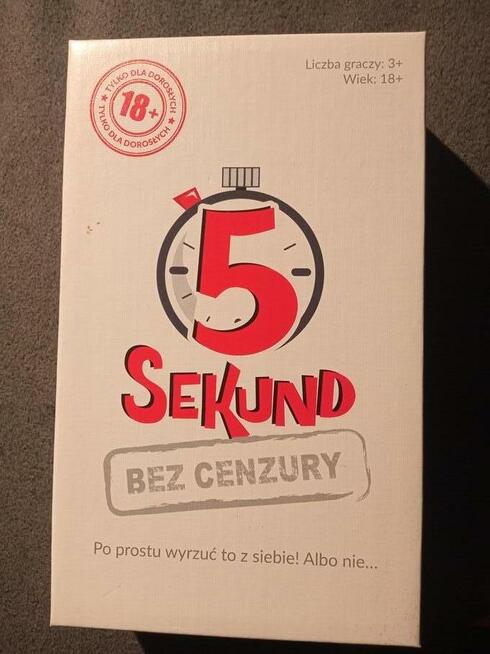 Liczba graczy: 3+
Wiek: 18+
★ TYLKO DLA DOROSŁYCH ★ TYLKO DLA DOROSŁYCH
18+
5
SEKUND
BEZ CENZURY
Po prostu wyrzuć to z siebie! Albo nie...